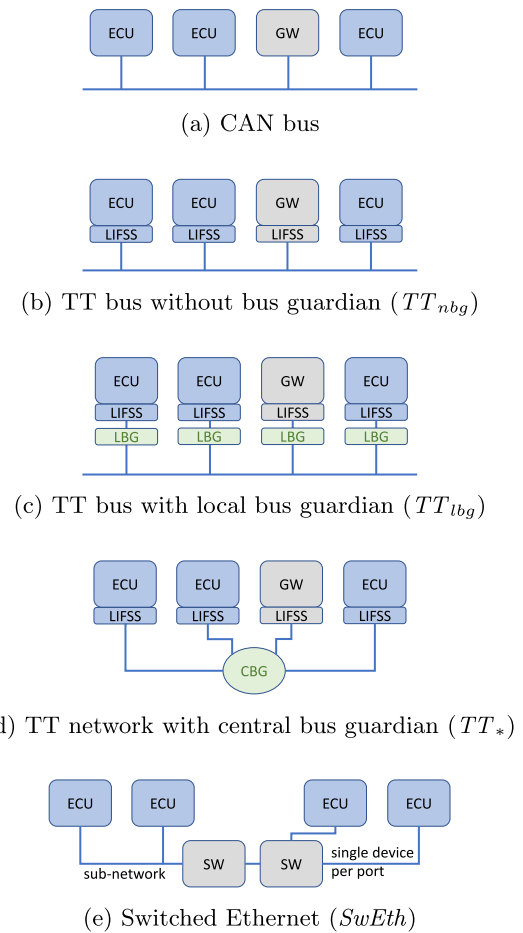 ECU ECU GW ECU
(a) CAN bus
ECU ECU GW ECU
LIFSS LIFSS LIFSS LIFSS
(b) TT bus without bus guardian (TTnbg)
ECU ECU GW ECU
LIFSS LIFSS LIFSS LIFSS
LBG LBG LBG LBG
(c) TT bus with local bus guardian (TTlbg)
ECU ECU GW ECU
LIFSS LIFSS LIFSS LIFSS
CBG
d) TT network with central bus guardian (TT*)
ECU ECU ECU ECU
SW SW
single device
per port
sub-network
(e) Switched Ethernet (SwEth)